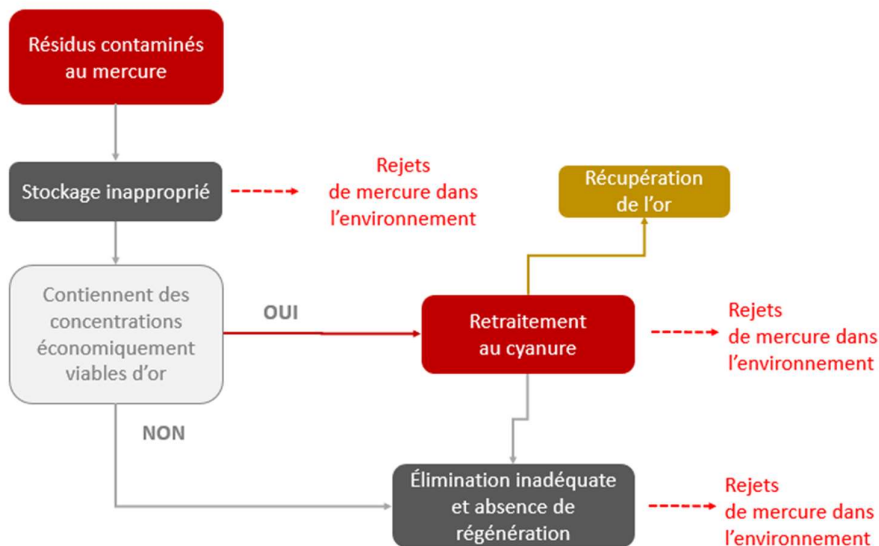 Résidus contaminés
au mercure
Stockage inapproprié
Rejets
de mercure dans
l'environnement
Récupération
de l'or
Contiennent des
concentrations
économiquement
viables d'or
OUI
Retraitement
au cyanure
Rejets
de mercure dans
l'environnement
NON
Élimination inadéquate
et absence de
régénération
Rejets
de mercure dans
l'environnement